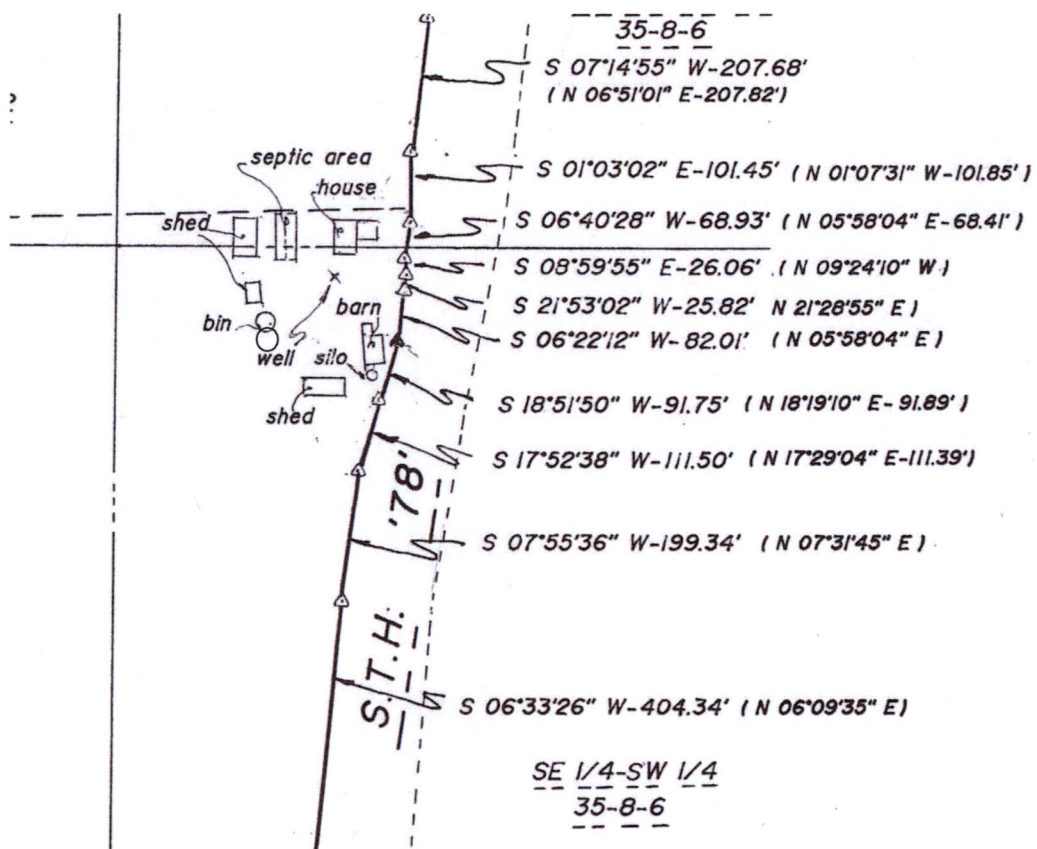 35-8-6
S 07°14'55" W-207.68'
( N 06°51'01" E-207.82')
septic area
S 01°03'02" E-101.45' ( N 01°07'31" W-101.85')
house
shed
S 06°40'28" W-68.93' ( N 05°58'04" E-68.41')
S 08°59'55" E-26.06' ( N 09°24'10" W)
S 21°53'02" W-25.82' N 21°28'55" E)
bin
barn
S 06°22'12" W-82.01' ( N 05°58'04" E)
well
silo
shed
S 18°51'50" W-91.75' ( N 18°19'10" E-91.89')
S 17°52'38" W-111.50' ( N 17°29'04" E-111.39')
S 07°55'36" W-199.34' ( N 07°31'45" E)
S.T.H. '78'
S 06°33'26" W-404.34' ( N 06°09'35" E)
SE 1/4-SW 1/4
35-8-6